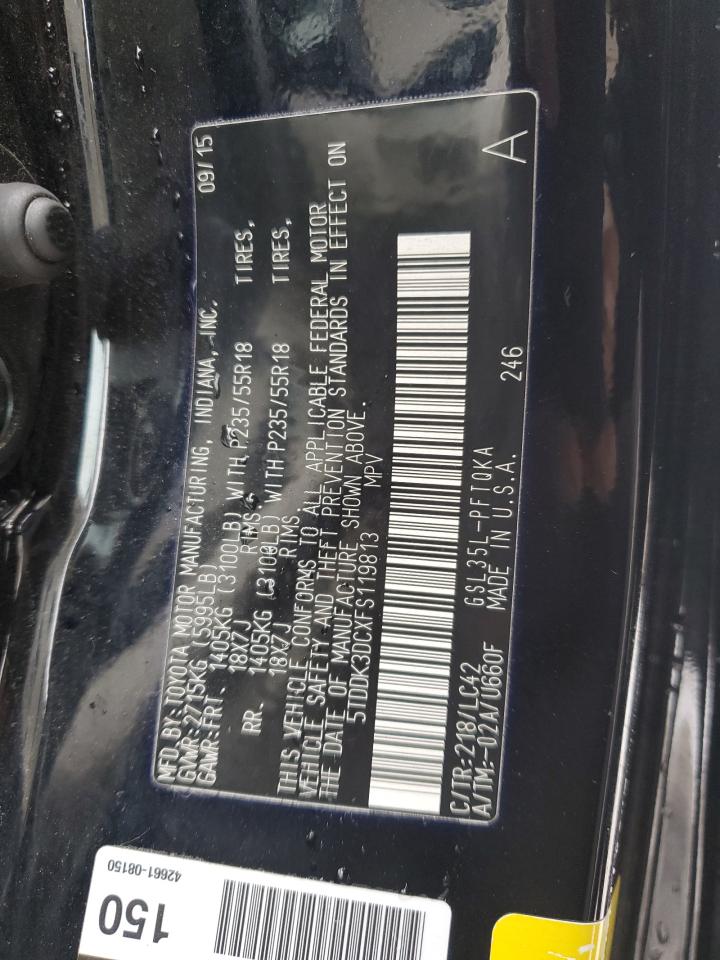 MFD.BY:TOYOTA MOTOR MANUFACTURING, INDIANA, INC. 09/15
GVWR:2715KG (5995LB)
GAWR:FRT. 1405KG (3100LB) WITH P235/55R18 TIRES,
18X7J RIMS,
RR. 1405KG (3100LB) WITH P235/55R18 TIRES,
18X7J RIMS
THIS VEHICLE CONFORMS TO ALL APPLICABLE FEDERAL MOTOR
VEHICLE SAFETY AND THEFT PREVENTION STANDARDS IN EFFECT ON
THE DATE OF MANUFACTURE SHOWN ABOVE.
5TDDK3DCXFS119813 MPV
C/TR:218/LC42 GSL35L-PFTQKA 246
A/TM:-02A/U660F MADE IN U.S.A. A
150
42661-08150